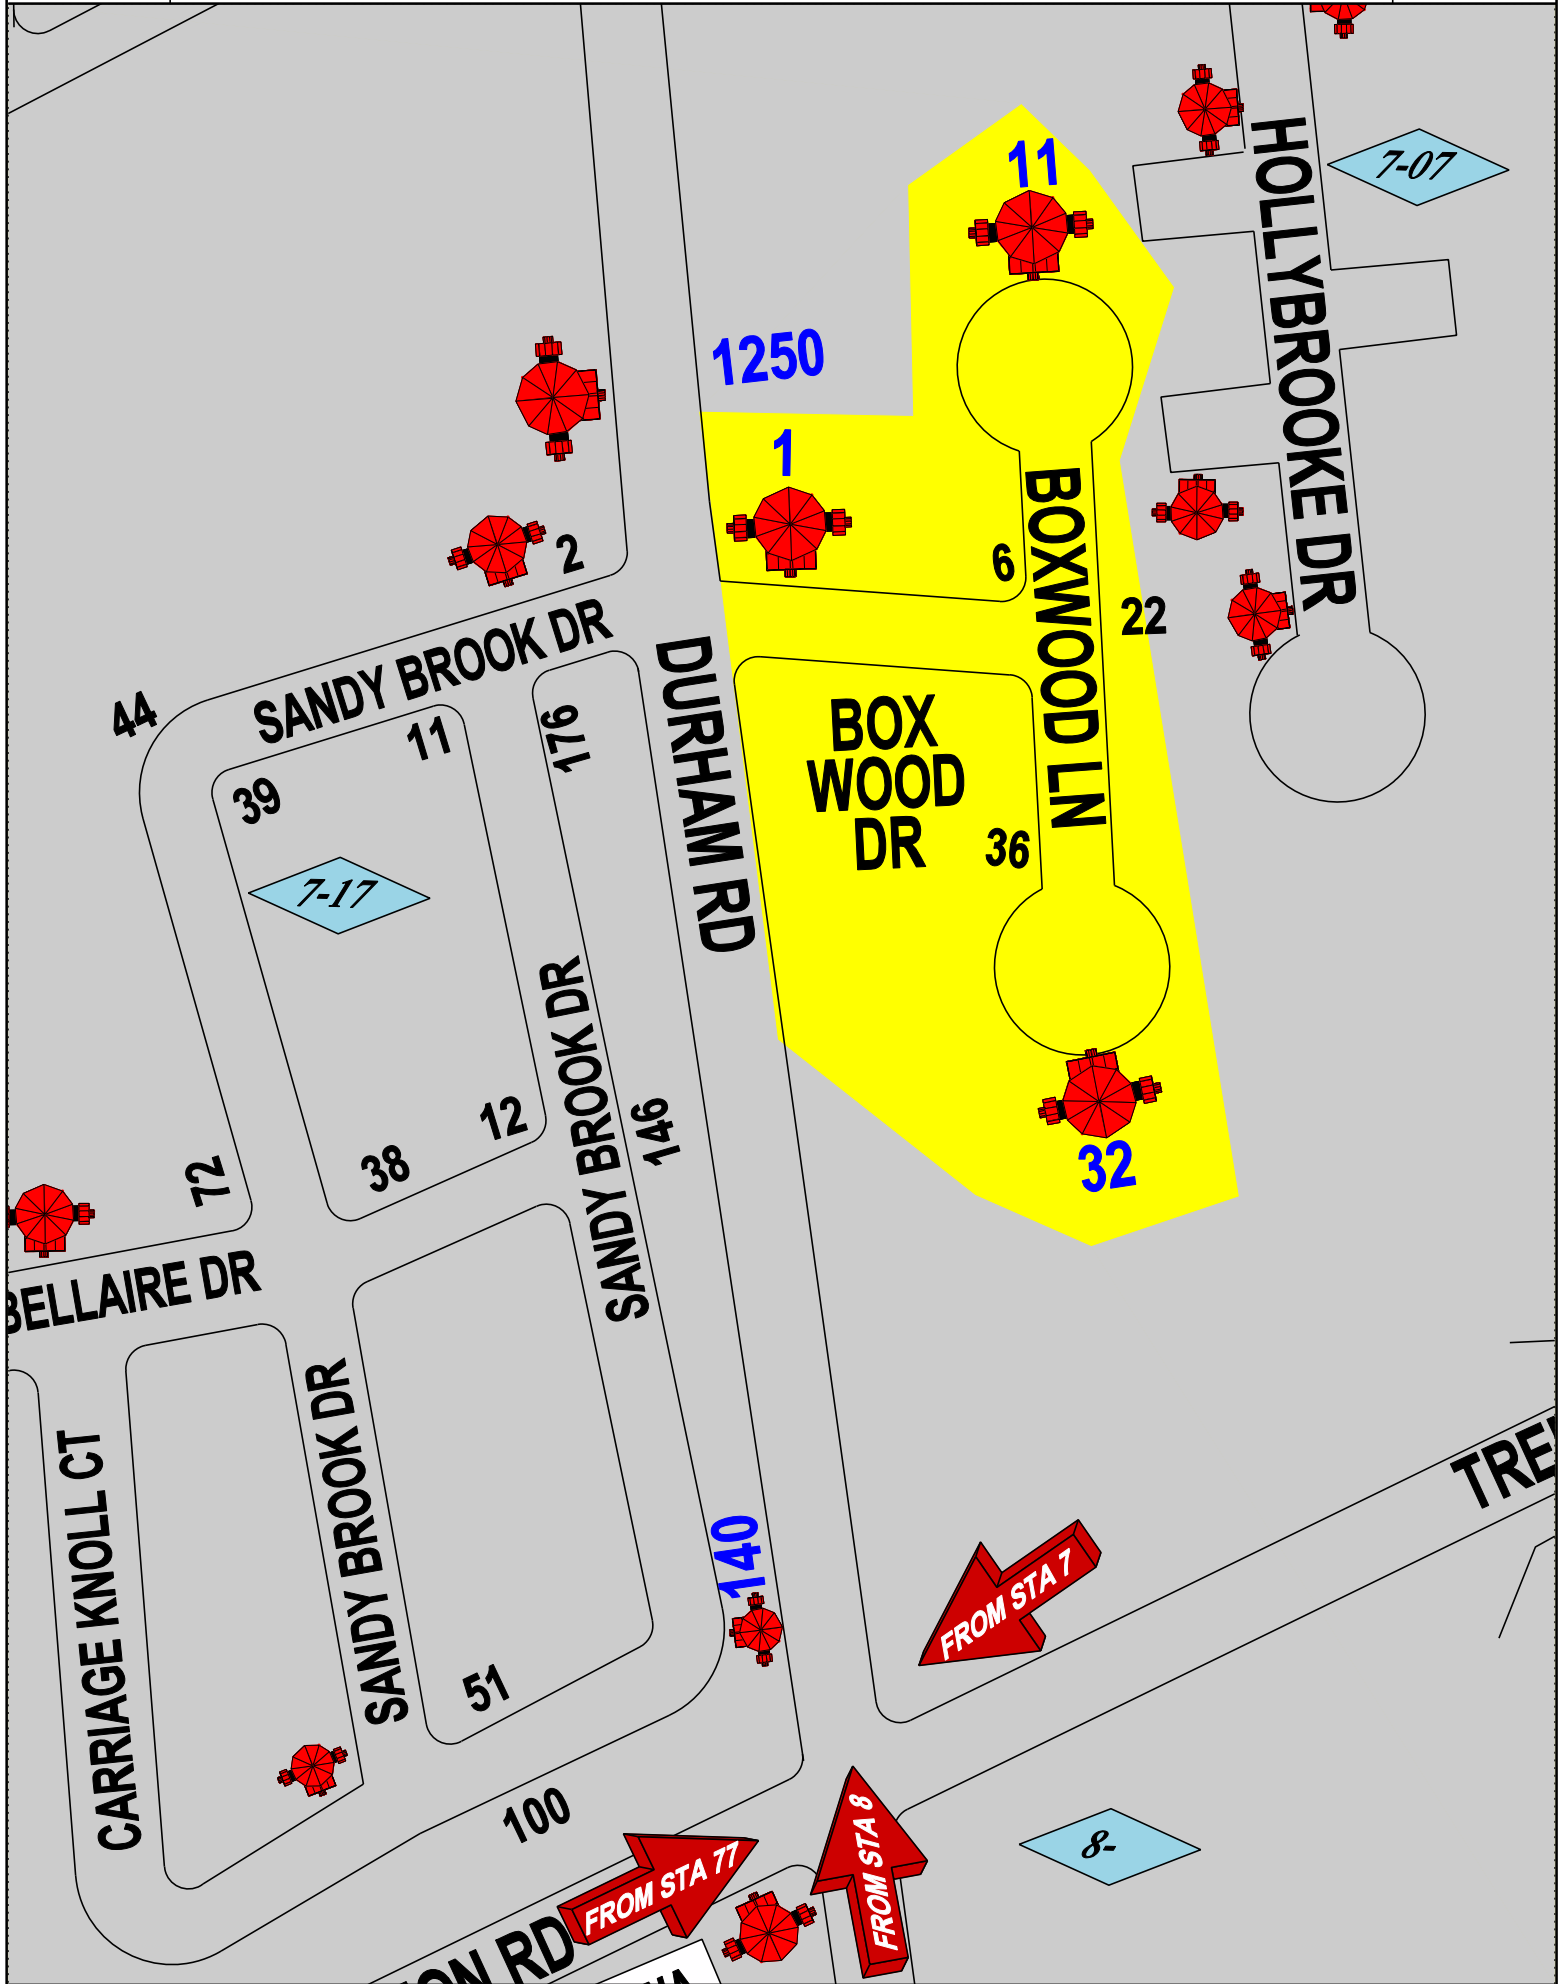 11
HOLLYBROOKE DR
7-07
1250
1
2
6
BOXWOOD LN
22
SANDY BROOK DR
44
11
176
DURHAM RD
BOX
WOOD
DR
39
36
7-17
SANDY BROOK DR
12
146
38
72
32
BELLAIRE DR
SANDY BROOK DR
CARRIAGE KNOLL CT
140
FROM STA 7
51
100
FROM STA 77
FROM STA 8
8-
RD